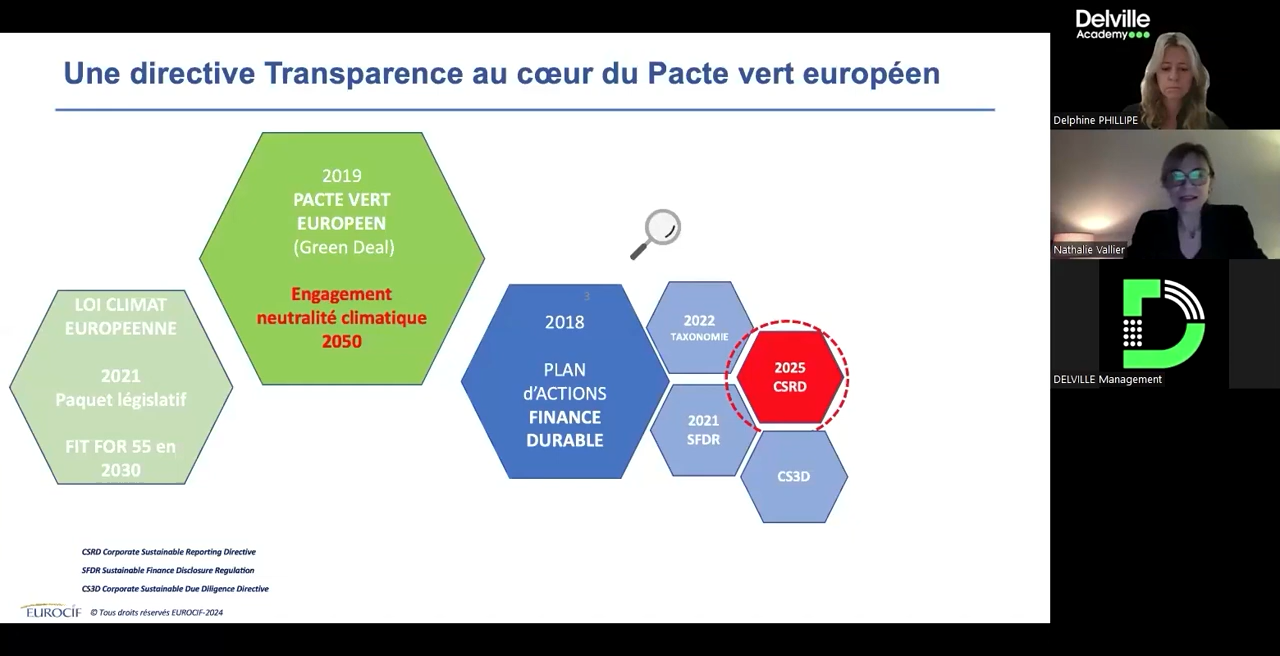 Une directive Transparence au cœur du Pacte vert européen
2019
PACTE VERT
EUROPEEN
(Green Deal)
Engagement
neutralité climatique
2050
LOI CLIMAT
EUROPEENNE
2021
Paquet législatif
FIT FOR 55 en
2030
3
2018
PLAN
d’ACTIONS
FINANCE
DURABLE
2022
TAXONOMIE
2021
SFDR
2025
CSRD
CS3D
CSRD Corporate Sustainable Reporting Directive
SFDR Sustainable Finance Disclosure Regulation
CS3D Corporate Sustainable Due Diligence Directive
EUROCIF
© Tous droits réservés EUROCIF-2024
Delville
Academy
Delphine PHILLIPE
Nathalie Vallier
DELVILLE Management